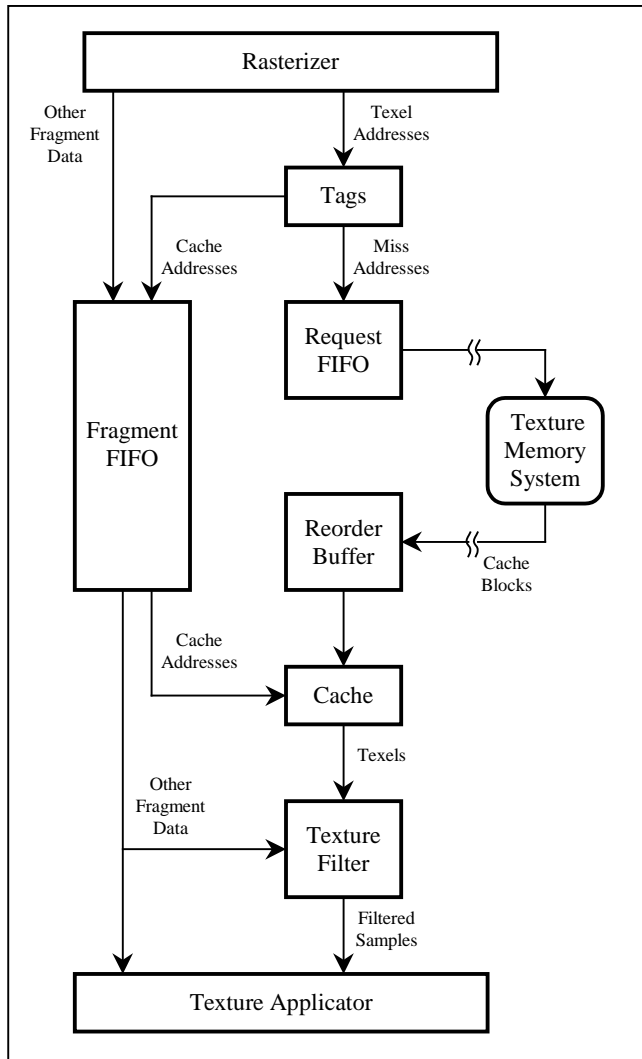 Rasterizer
Other
Fragment
Data
Texel
Addresses
Tags
Cache
Addresses
Miss
Addresses
Fragment
FIFO
Request
FIFO
Texture
Memory
System
Reorder
Buffer
Cache
Blocks
Cache
Addresses
Cache
Texels
Other
Fragment
Data
Texture
Filter
Filtered
Samples
Texture Applicator